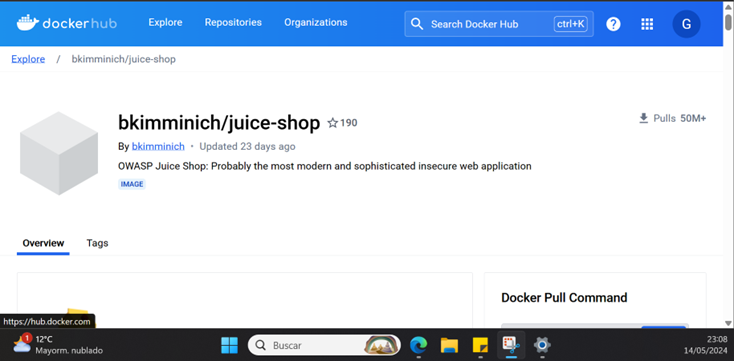 dockerhub Explore Repositories Organizations Search Docker Hub ctrl+K ? G
Explore / bkimminich/juice-shop
bkimminich/juice-shop 190 Pulls 50M+
By bkimminich • Updated 23 days ago
OWASP Juice Shop: Probably the most modern and sophisticated insecure web application
IMAGE
Overview Tags
Docker Pull Command
https://hub.docker.com
1 12°C Buscar 23:08
Mayorm. nublado 14/05/2024